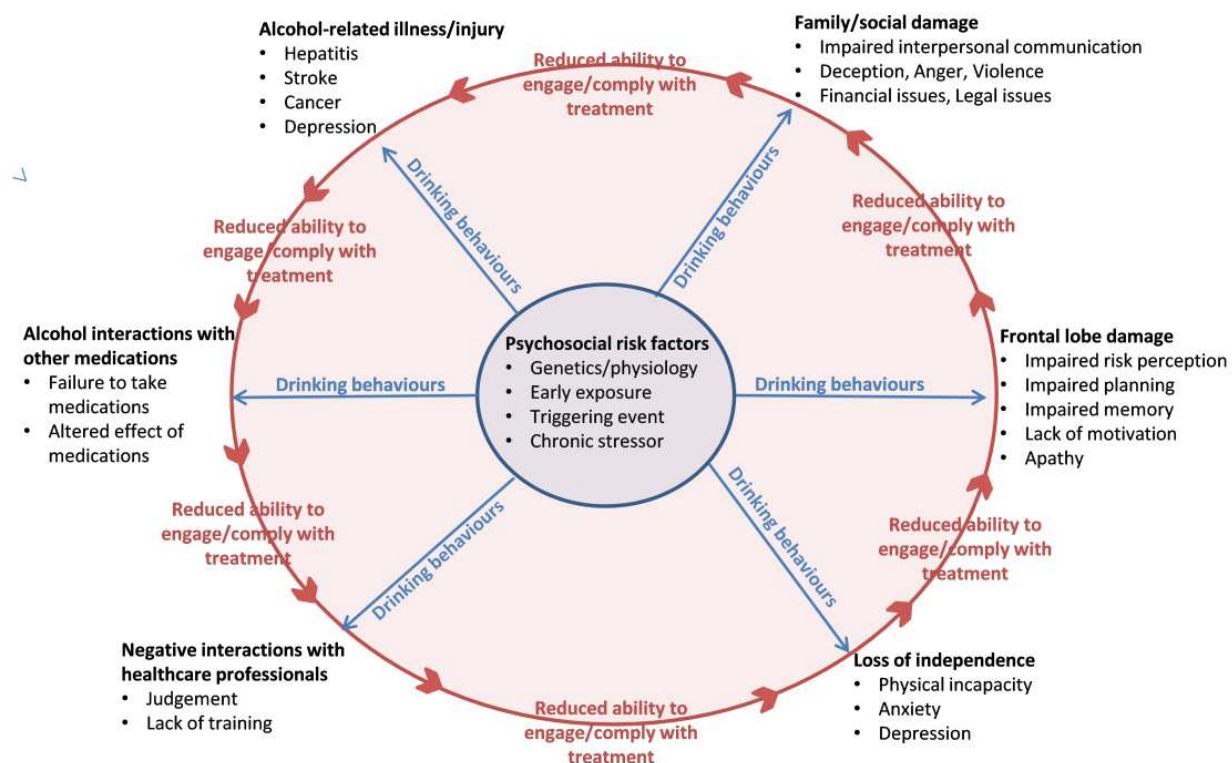 Alcohol-related illness/injury
• Hepatitis
• Stroke
• Cancer
• Depression
Family/social damage
• Impaired interpersonal communication
• Deception, Anger, Violence
• Financial issues, Legal issues
Reduced ability to
engage/comply with
treatment
Reduced ability to
engage/comply with
treatment
Reduced ability to
engage/comply with
treatment
Drinking behaviours
Drinking behaviours
Alcohol interactions with
other medications
• Failure to take
medications
• Altered effect of
medications
Drinking behaviours
Psychosocial risk factors
• Genetics/physiology
• Early exposure
• Triggering event
• Chronic stressor
Drinking behaviours
Frontal lobe damage
• Impaired risk perception
• Impaired planning
• Impaired memory
• Lack of motivation
• Apathy
Reduced ability to
engage/comply with
treatment
Drinking behaviours
Drinking behaviours
Reduced ability to
engage/comply with
treatment
Negative interactions with
healthcare professionals
• Judgement
• Lack of training
Reduced ability to
engage/comply with
treatment
Loss of independence
• Physical incapacity
• Anxiety
• Depression